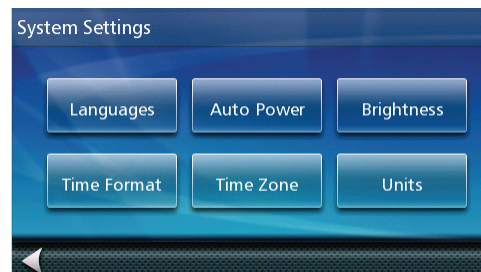 System Settings
Languages Auto Power Brightness
Time Format Time Zone Units